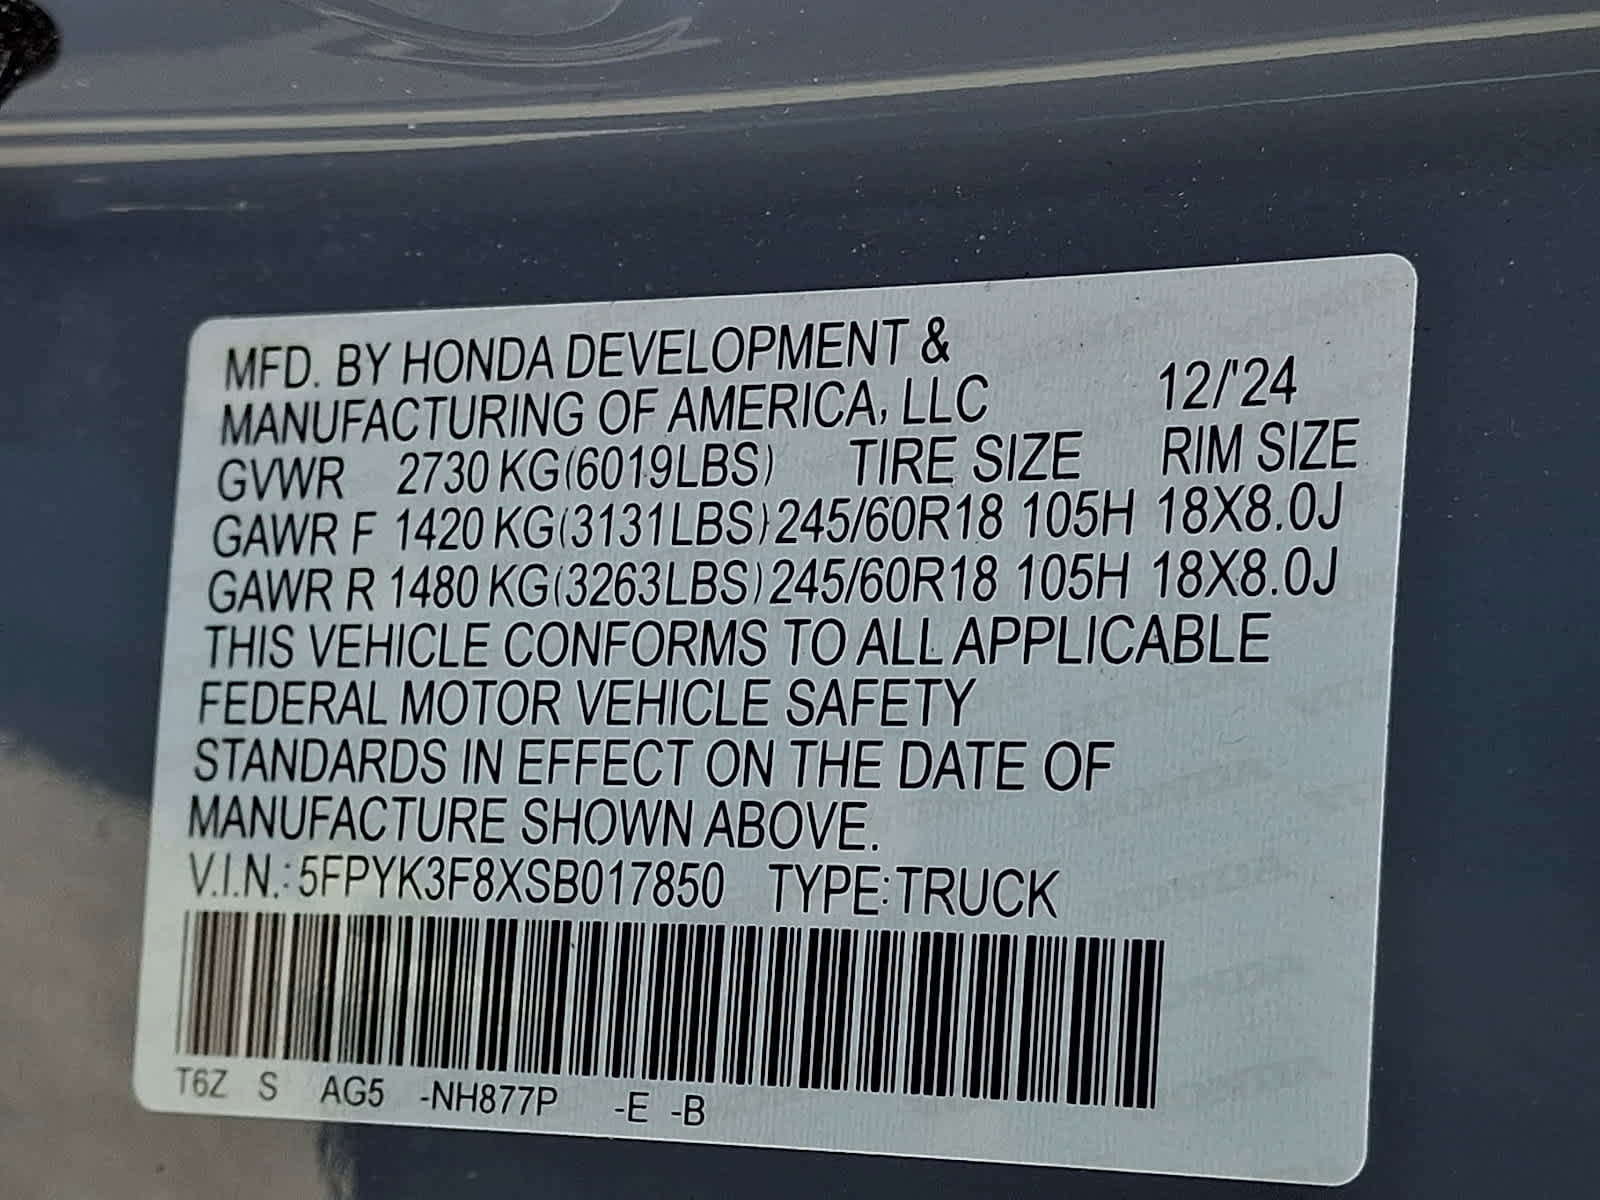 MFD. BY HONDA DEVELOPMENT &
MANUFACTURING OF AMERICA, LLC 12/'24
GVWR 2730 KG(6019LBS) TIRE SIZE RIM SIZE
GAWR F 1420 KG(3131LBS) 245/60R18 105H 18X8.0J
GAWR R 1480 KG(3263LBS) 245/60R18 105H 18X8.0J
THIS VEHICLE CONFORMS TO ALL APPLICABLE
FEDERAL MOTOR VEHICLE SAFETY
STANDARDS IN EFFECT ON THE DATE OF
MANUFACTURE SHOWN ABOVE.
V.I.N.: 5FPYK3F8XSB017850 TYPE: TRUCK
T6Z S AG5 -NH877P -E -B